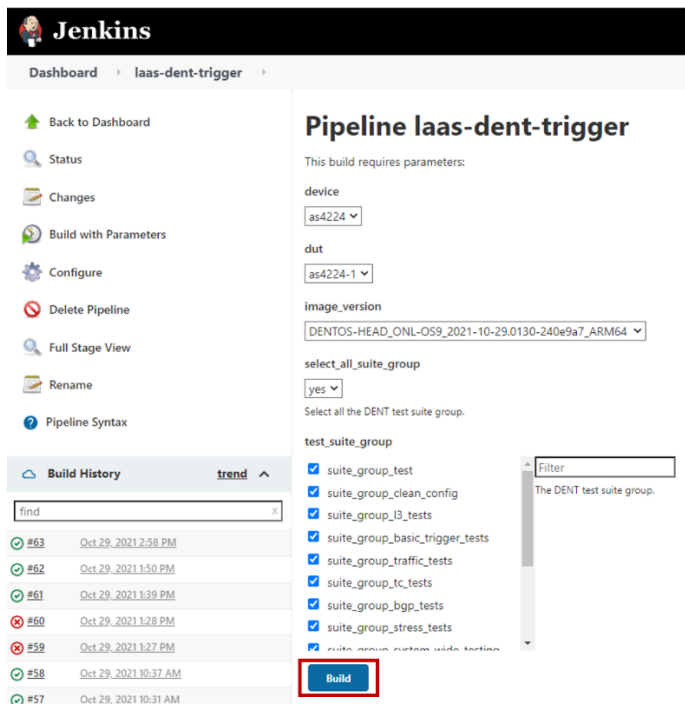 Jenkins
Dashboard
laas-dent-trigger
Back to Dashboard
Status
Changes
Build with Parameters
Configure
Delete Pipeline
Full Stage View
Rename
Pipeline Syntax
Build History
trend
find
x
#63 Oct 29, 2021 2:58 PM
#62 Oct 29, 2021 1:50 PM
#61 Oct 29, 2021 1:39 PM
#60 Oct 29, 2021 1:28 PM
#59 Oct 29, 2021 1:27 PM
#58 Oct 29, 2021 10:37 AM
#57 Oct 29, 2021 10:31 AM
Pipeline laas-dent-trigger
This build requires parameters:
device
as4224
dut
as4224-1
image_version
DENTOS-HEAD_ONL-OS9_2021-10-29.0130-240e9a7_ARM64
select_all_suite_group
yes
Select all the DENT test suite group.
test_suite_group
suite_group_test
suite_group_clean_config
suite_group_l3_tests
suite_group_basic_trigger_tests
suite_group_traffic_tests
suite_group_tc_tests
suite_group_bgp_tests
suite_group_stress_tests
suite_group_system_wide_testing
Filter
The DENT test suite group.
Build